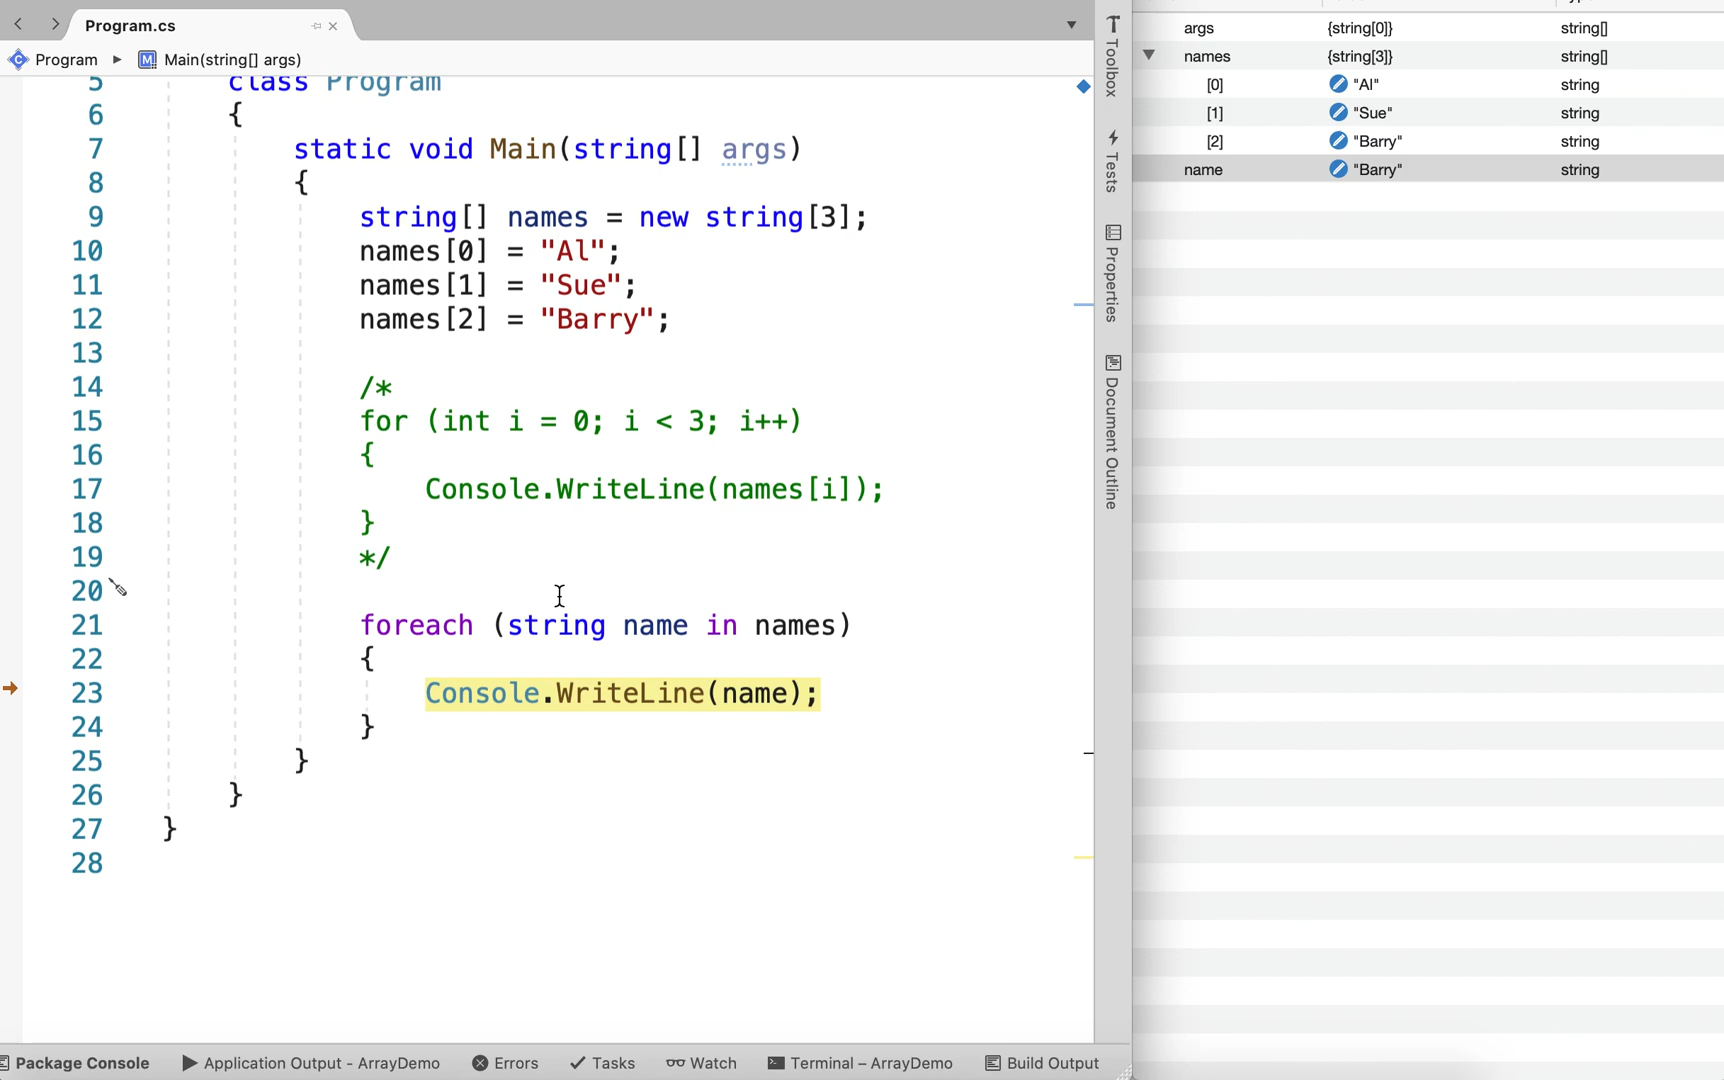 Program.cs
Program ▶ Main(string[] args)
5 class Program
6 {
7 static void Main(string[] args)
8 {
9 string[] names = new string[3];
10 names[0] = "Al";
11 names[1] = "Sue";
12 names[2] = "Barry";
13
14 /*
15 for (int i = 0; i < 3; i++)
16 {
17 Console.WriteLine(names[i]);
18 }
19 */
20
21 foreach (string name in names)
22 {
23 Console.WriteLine(name);
24 }
25 }
26 }
27 }
28
Toolbox
Tests
Properties
Document Outline
args {string[0]} string[]
names {string[3]} string[]
[0] "Al" string
[1] "Sue" string
[2] "Barry" string
name "Barry" string
Package Console Application Output - ArrayDemo Errors Tasks Watch Terminal – ArrayDemo Build Output